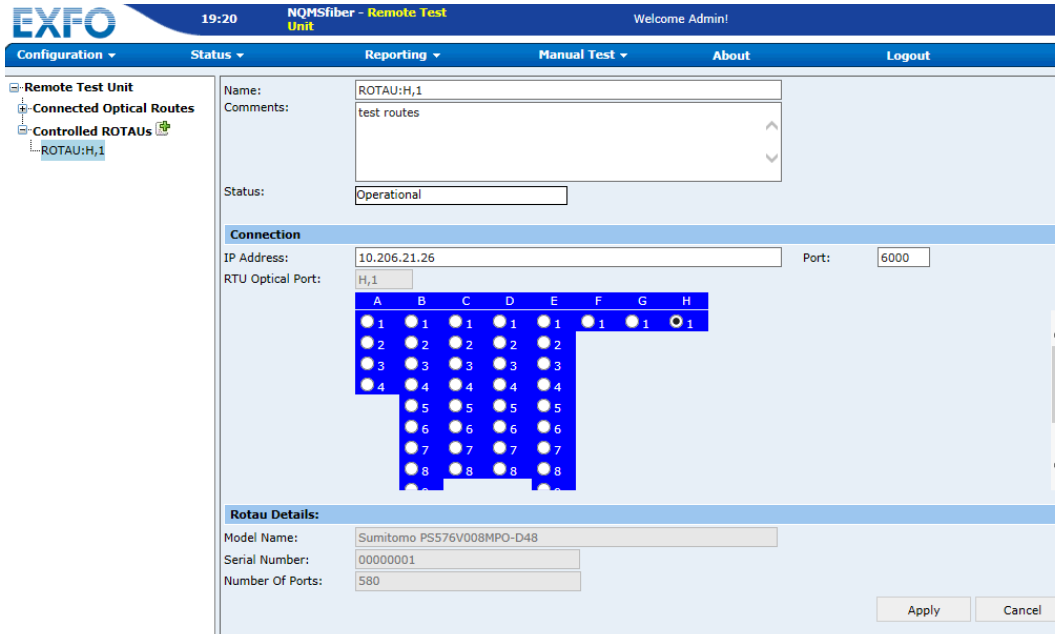 EXFO 19:20 NQMSfiber - Remote Test Unit Welcome Admin!
Configuration Status Reporting Manual Test About Logout
Remote Test Unit
Connected Optical Routes
Controlled ROTAUs
ROTAU:H,1
Name: ROTAU:H,1
Comments: test routes
Status: Operational
Connection
IP Address: 10.206.21.26 Port: 6000
RTU Optical Port: H,1
A B C D E F G H
1 1 1 1 1 1 1 1
2 2 2 2 2
3 3 3 3 3
4 4 4 4 4
5 5 5 5
6 6 6 6
7 7 7 7
8 8 8 8
Rotau Details:
Model Name: Sumitomo PS576V008MPO-D48
Serial Number: 00000001
Number Of Ports: 580
Apply Cancel